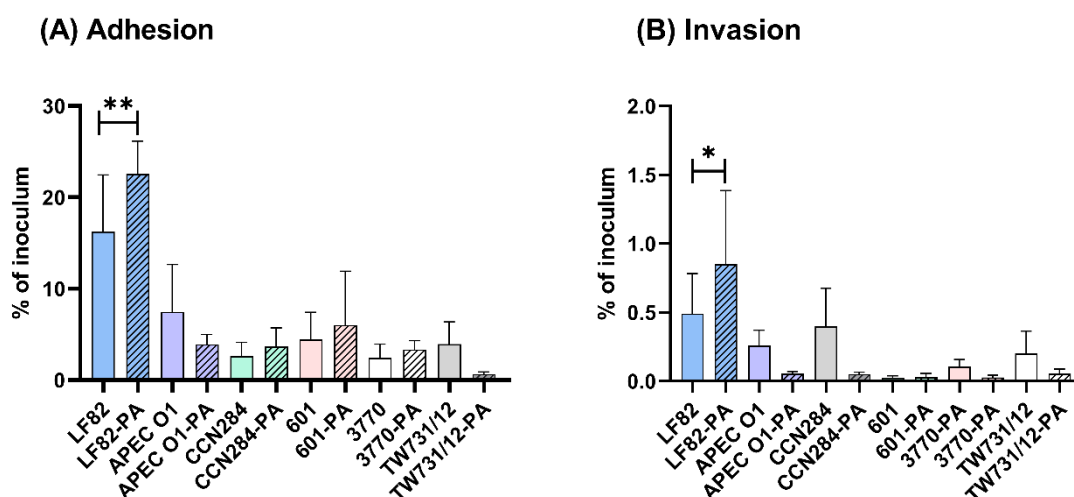 (A) Adhesion
% of inoculum
30
20
10
0
**
LF82
LF82-PA
APEC O1
APEC O1-PA
CCN284
CCN284-PA
601
601-PA
3770
3770-PA
TW731/12
TW731/12-PA
(B) Invasion
% of inoculum
2.0
1.5
1.0
0.5
0.0
*
LF82
LF82-PA
APEC O1
APEC O1-PA
CCN284
CCN284-PA
601
601-PA
3770-PA
3770-PA
TW731/12
TW731/12-PA